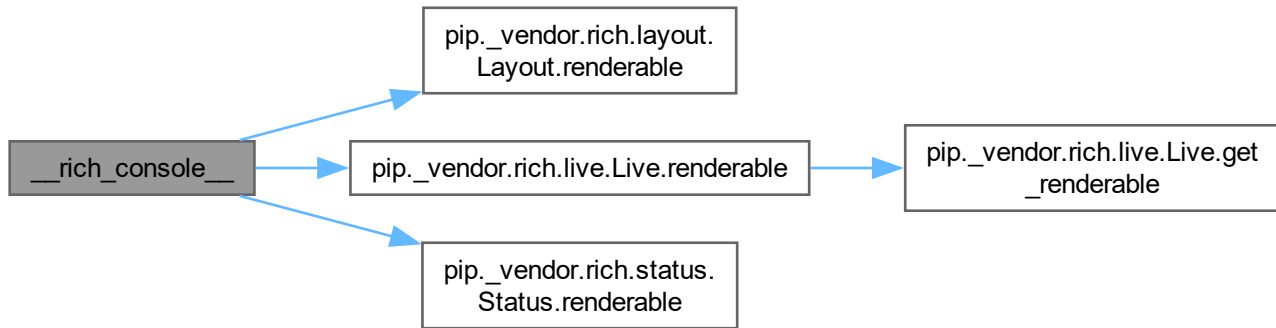 pip._vendor.rich.layout.
Layout.renderable
__rich_console__
pip._vendor.rich.live.Live.renderable
pip._vendor.rich.live.Live.get
_renderable
pip._vendor.rich.status.
Status.renderable